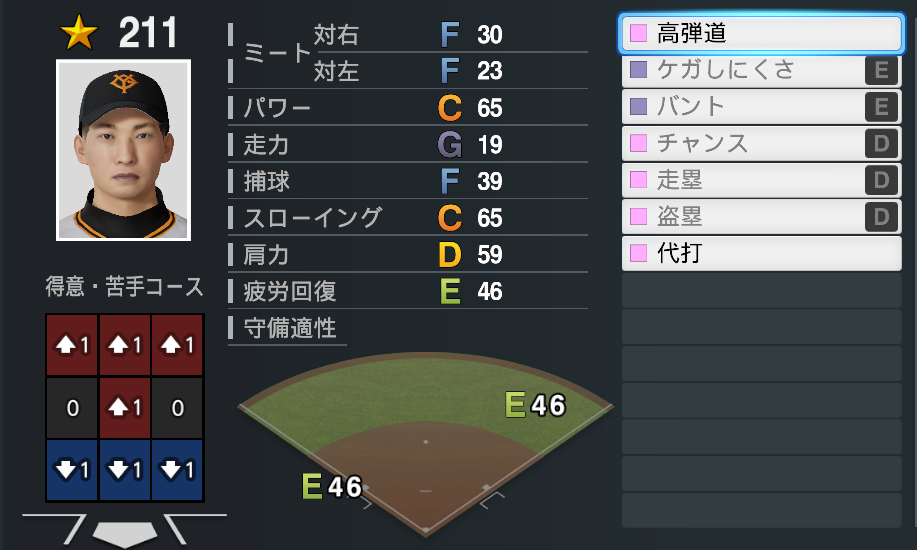 211
ミート
対右 F 30
対左 F 23
パワー C 65
走力 G 19
捕球 F 39
スローイング C 65
肩力 D 59
疲労回復 E 46
守備適性
E 46
E 46
得意・苦手コース
1 1 1
0 1 0
1 1 1
高弾道
ケガしにくさ E
バント E
チャンス D
走塁 D
盗塁 D
代打
YG